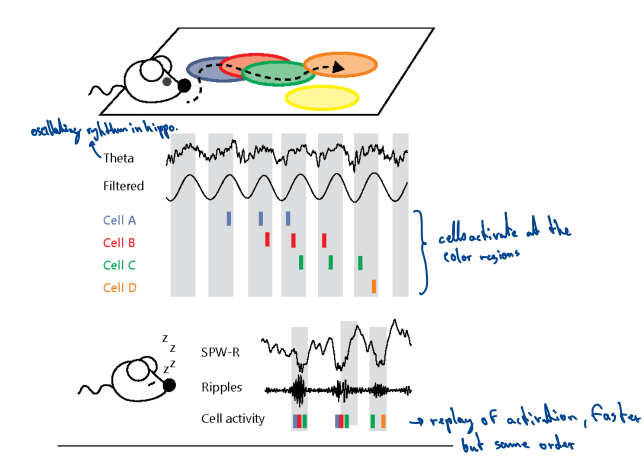 oscillating rhythm in hippo.
Theta
Filtered
Cell A
Cell B
Cell C
Cell D
cells activate at the
color regions
z
z
z z
SPW-R
Ripples
Cell activity
→ replay of activation, faster
but same order